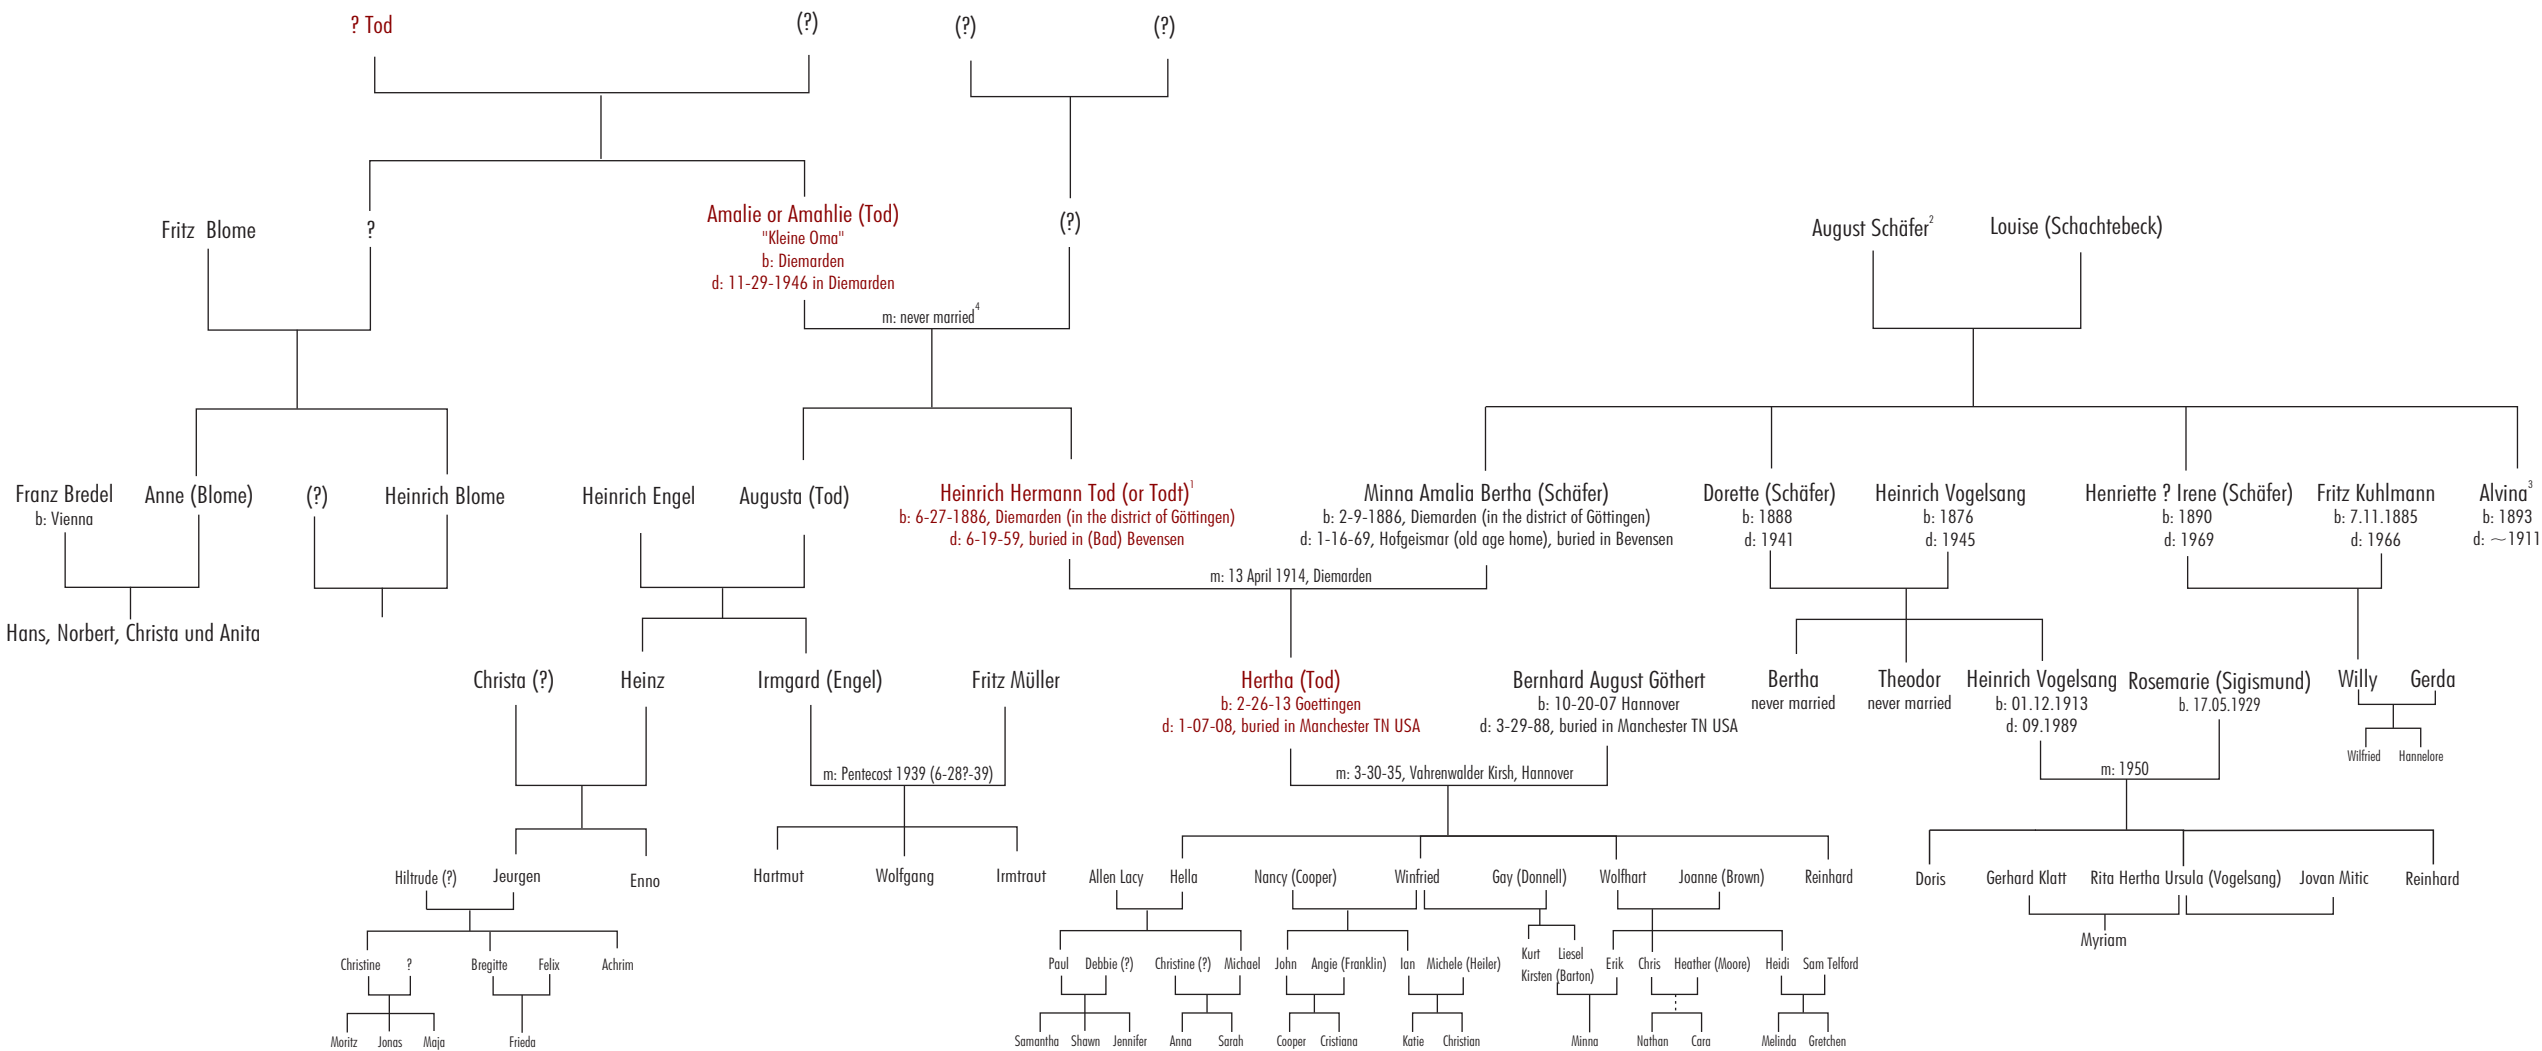 ? Tod
(?)
(?)
(?)
Fritz Blome
?
Amalie or Amahlie (Tod)
"Kleine Oma"
b: Diemarden
d: 11-29-1946 in Diemarden
(?)
m: never married4
August Schäfer2
Louise (Schachtebeck)
Franz Bredel
b: Vienna
Anne (Blome)
(?)
Heinrich Blome
Heinrich Engel
Augusta (Tod)
Heinrich Hermann Tod (or Todt)1
b: 6-27-1886, Diemarden (in the district of Göttingen)
d: 6-19-59, buried in (Bad) Bevensen
Minna Amalia Bertha (Schäfer)
b: 2-9-1886, Diemarden (in the district of Göttingen)
d: 1-16-69, Hofgeismar (old age home), buried in Bevensen
m: 13 April 1914, Diemarden
Dorette (Schäfer)
b: 1888
d: 1941
Heinrich Vogelsang
b: 1876
d: 1945
Henriette ? Irene (Schäfer)
b: 1890
d: 1969
Fritz Kuhlmann
b: 7.11.1885
d: 1966
Alvina3
b: 1893
d: ~1911
Hans, Norbert, Christa und Anita
Christa (?)
Heinz
Irmgard (Engel)
Fritz Müller
m: Pentecost 1939 (6-28?-39)
Hertha (Tod)
b: 2-26-13 Goettingen
d: 1-07-08, buried in Manchester TN USA
Bernhard August Göthert
b: 10-20-07 Hannover
d: 3-29-88, buried in Manchester TN USA
m: 3-30-35, Vahrenwalder Kirsh, Hannover
Bertha
never married
Theodor
never married
Heinrich Vogelsang
b: 01.12.1913
d: 09.1989
Rosemarie (Sigismund)
b. 17.05.1929
m: 1950
Willy
Gerda
Wilfried
Hannelore
Hiltrude (?)
Jeurgen
Enno
Hartmut
Wolfgang
Irmtraut
Allen Lacy
Hella
Nancy (Cooper)
Winfried
Gay (Donnell)
Wolfhart
Joanne (Brown)
Reinhard
Doris
Gerhard Klatt
Rita Hertha Ursula (Vogelsang)
Jovan Mitic
Reinhard
Myriam
Christine
?
Bregitte
Felix
Achrim
Paul
Debbie (?)
Christine (?)
Michael
John
Angie (Franklin)
Ian
Michele (Heiler)
Kurt
Liesel
Kirsten (Barton)
Erik
Chris
Heather (Moore)
Heidi
Sam Telford
Moritz
Jonas
Maja
Frieda
Samantha
Shawn
Jennifer
Anna
Sarah
Cooper
Cristiana
Katie
Christian
Minna
Nathan
Cara
Melinda
Gretchen